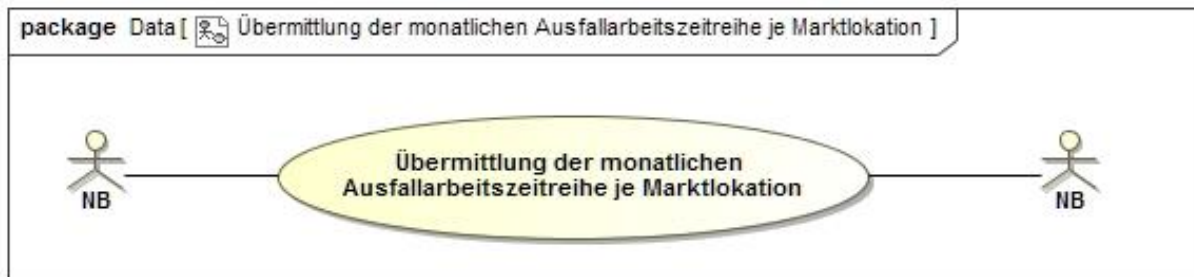 package Data [ Übermittlung der monatlichen Ausfallarbeitszeitreihe je Marktlokation ]
Übermittlung der monatlichen
Ausfallarbeitszeitreihe je Marktlokation
NB
NB